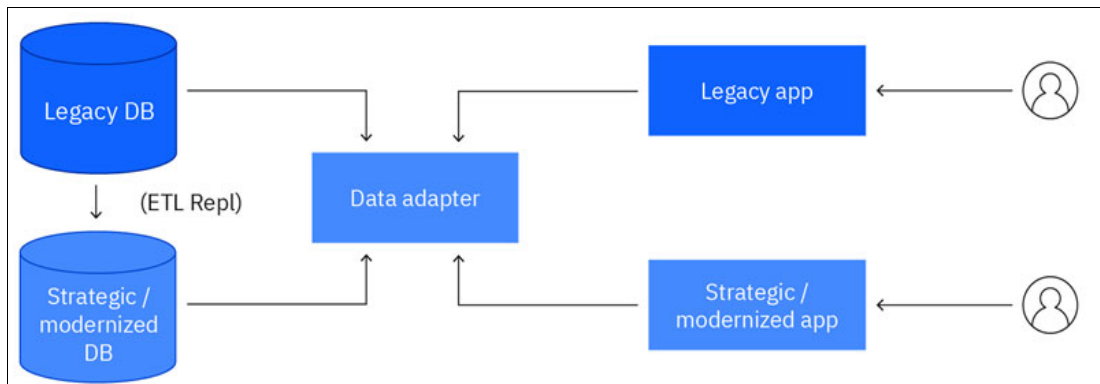 Legacy DB
Legacy app
(ETL Repl)
Data adapter
Strategic /
modernized
DB
Strategic /
modernized app